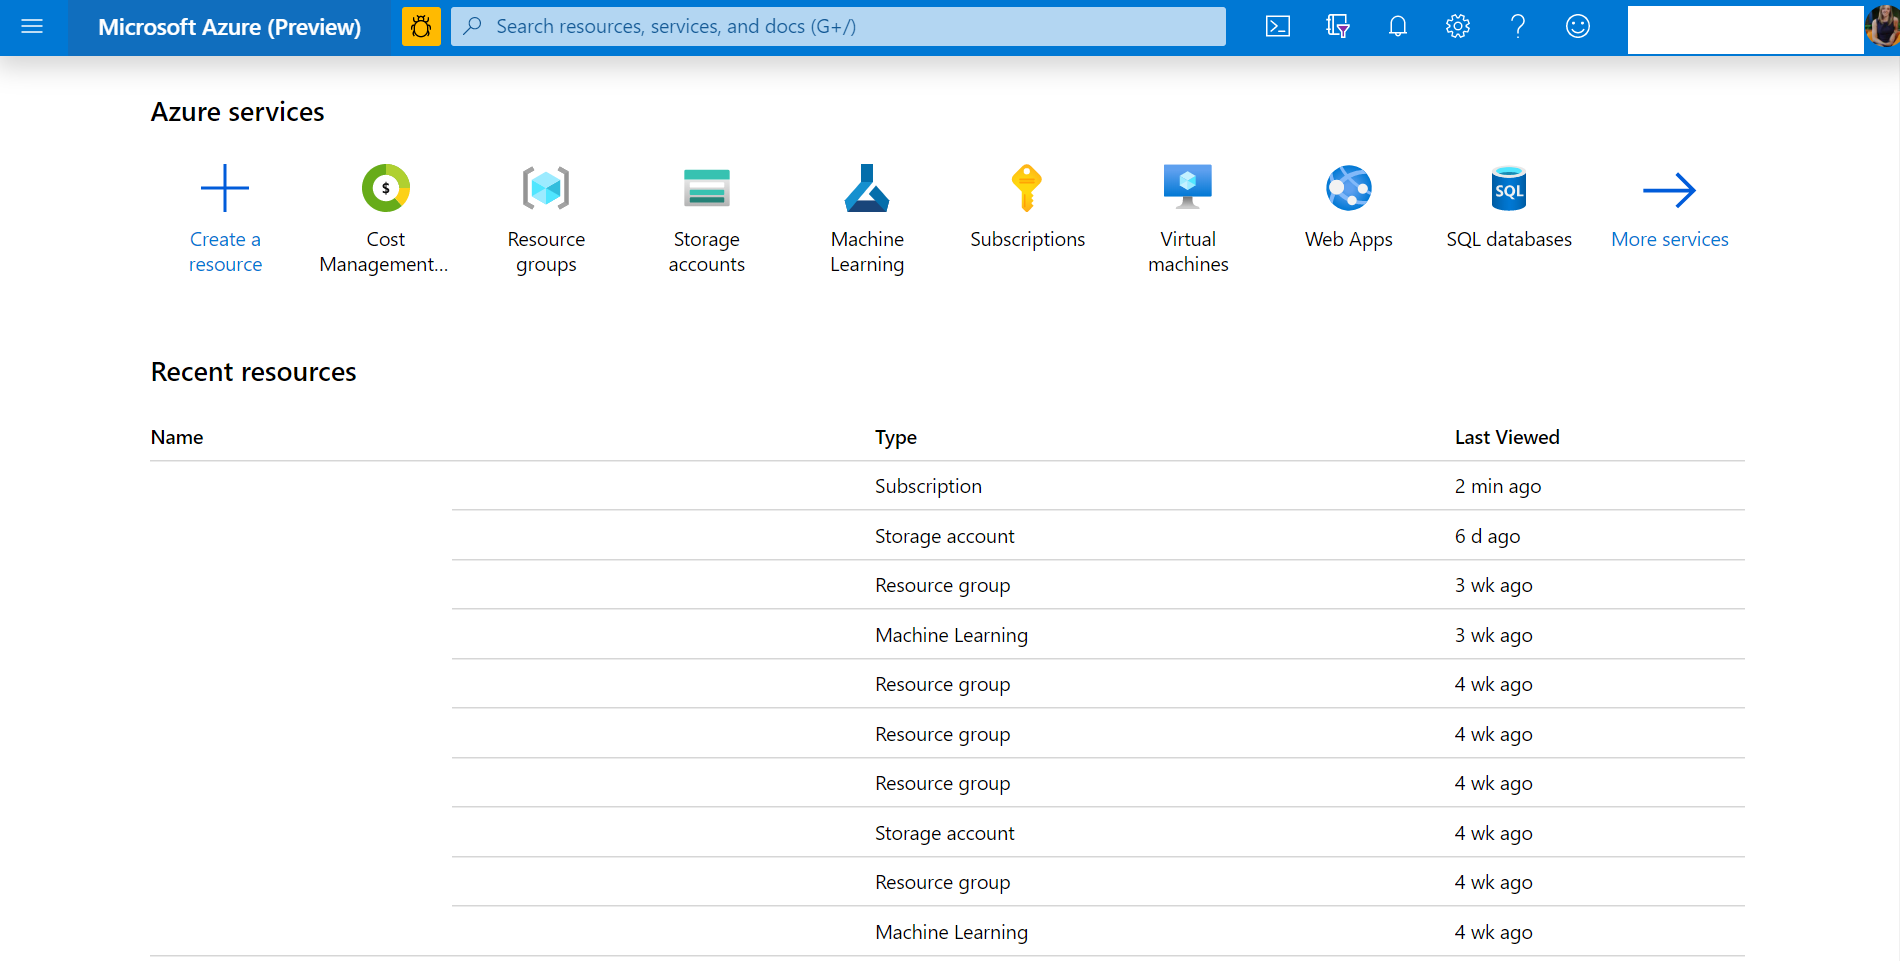 Microsoft Azure (Preview)
Search resources, services, and docs (G+/)
Azure services
Create a
resource
$
Cost
Management...
Resource
groups
Storage
accounts
Machine
Learning
Subscriptions
Virtual
machines
Web Apps
SQL
SQL databases
More services
Recent resources
Name Type Last Viewed
Subscription 2 min ago
Storage account 6 d ago
Resource group 3 wk ago
Machine Learning 3 wk ago
Resource group 4 wk ago
Resource group 4 wk ago
Resource group 4 wk ago
Storage account 4 wk ago
Resource group 4 wk ago
Machine Learning 4 wk ago